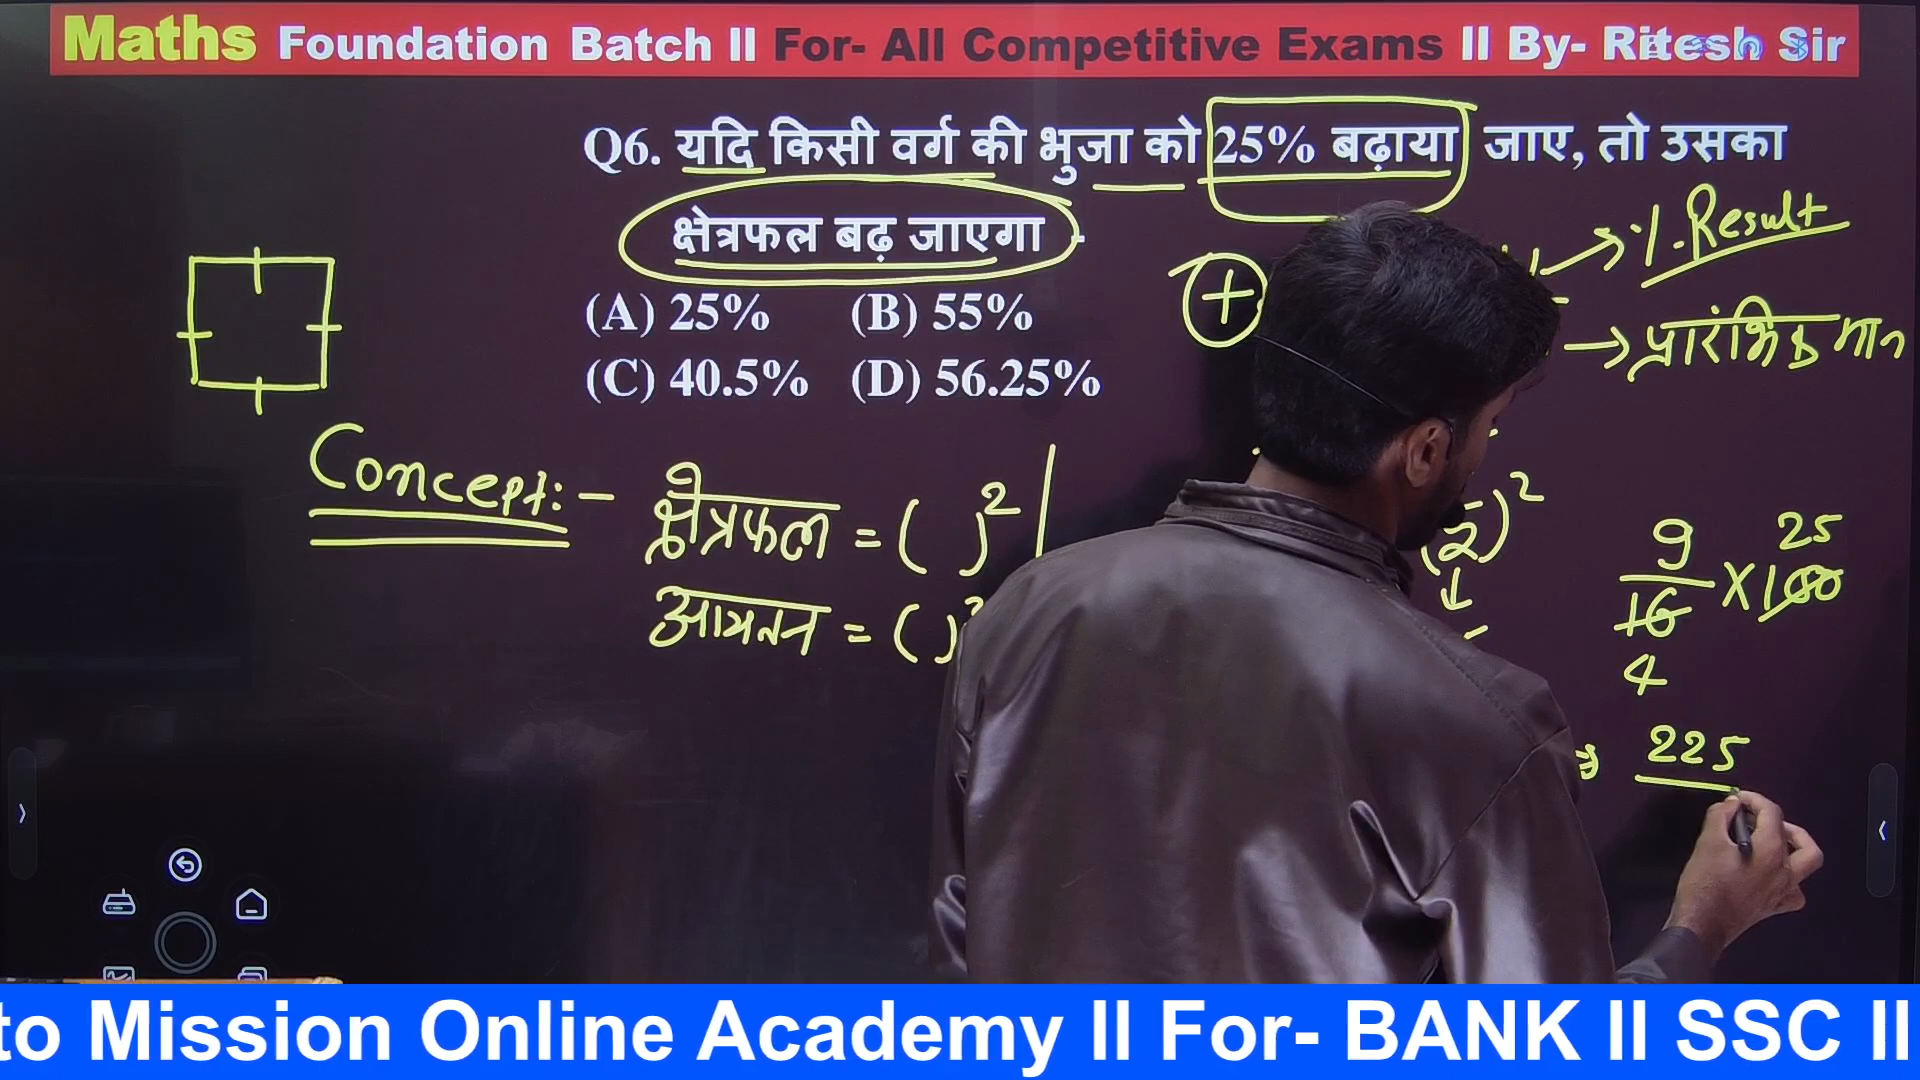 Maths Foundation Batch II For- All Competitive Exams II By- Ritesh Sir
Q6. यदि किसी वर्ग की भुजा को 25% बढ़ाया जाए, तो उसका
क्षेत्रफल बढ़ जाएगा -
(A) 25% (B) 55%
(C) 40.5% (D) 56.25%
+
→ %. Result
→ प्रारंभिक मान
Concept:- क्षेत्रफल = ( )²
आयतन = ( )
9 25
16 X 100
4
225
to Mission Online Academy II For- BANK II SSC II